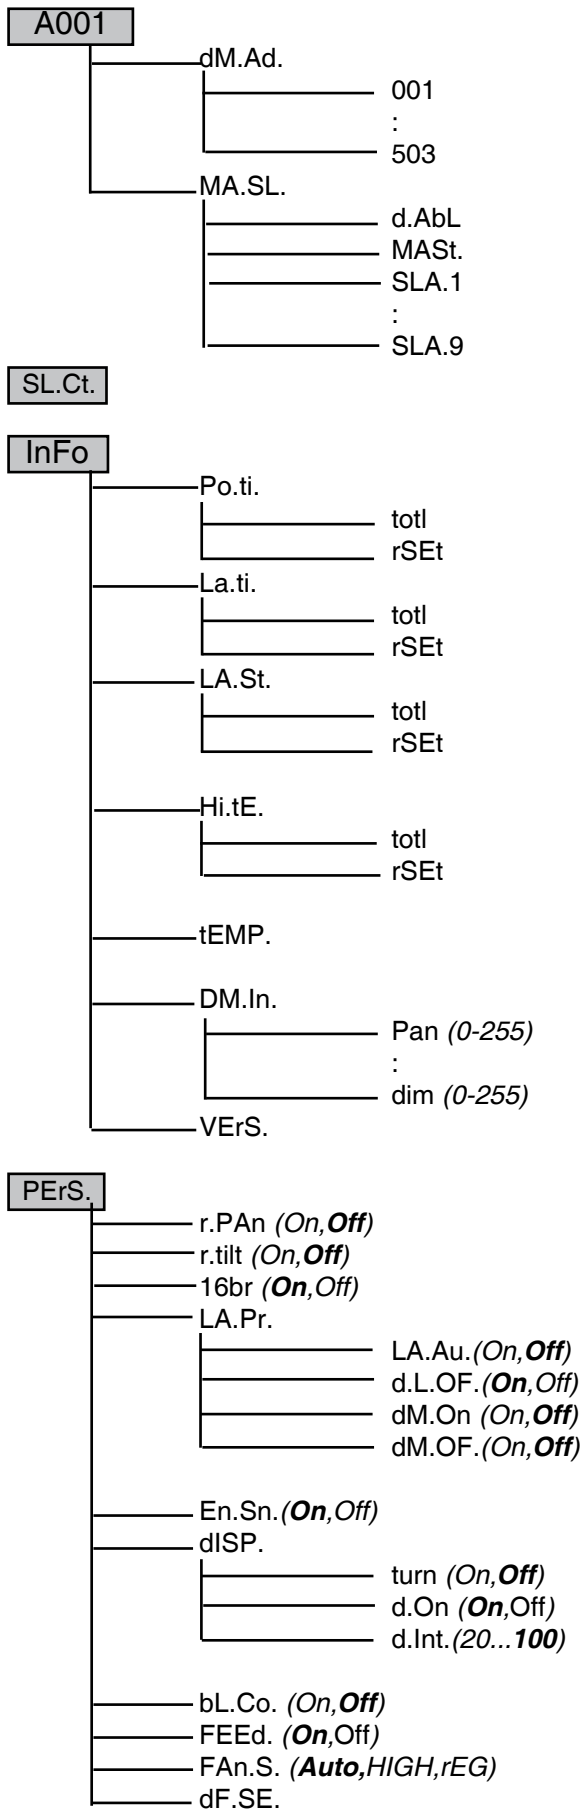 A001
dM.Ad.
001
:
503
MA.SL.
d.AbL
MASt.
SLA.1
:
SLA.9
SL.Ct.
InFo
Po.ti.
totl
rSEt
La.ti.
totl
rSEt
LA.St.
totl
rSEt
Hi.tE.
totl
rSEt
tEMP.
DM.In.
Pan (0-255)
:
dim (0-255)
VErS.
PErS.
r.PAn (On,Off)
r.tilt (On,Off)
16br (On,Off)
LA.Pr.
LA.Au.(On,Off)
d.L.OF.(On,Off)
dM.On (On,Off)
dM.OF.(On,Off)
En.Sn.(On,Off)
dISP.
turn (On,Off)
d.On (On,Off)
d.Int.(20...100)
bL.Co. (On,Off)
FEEd. (On,Off)
FAn.S. (Auto,HIGH,rEG)
dF.SE.